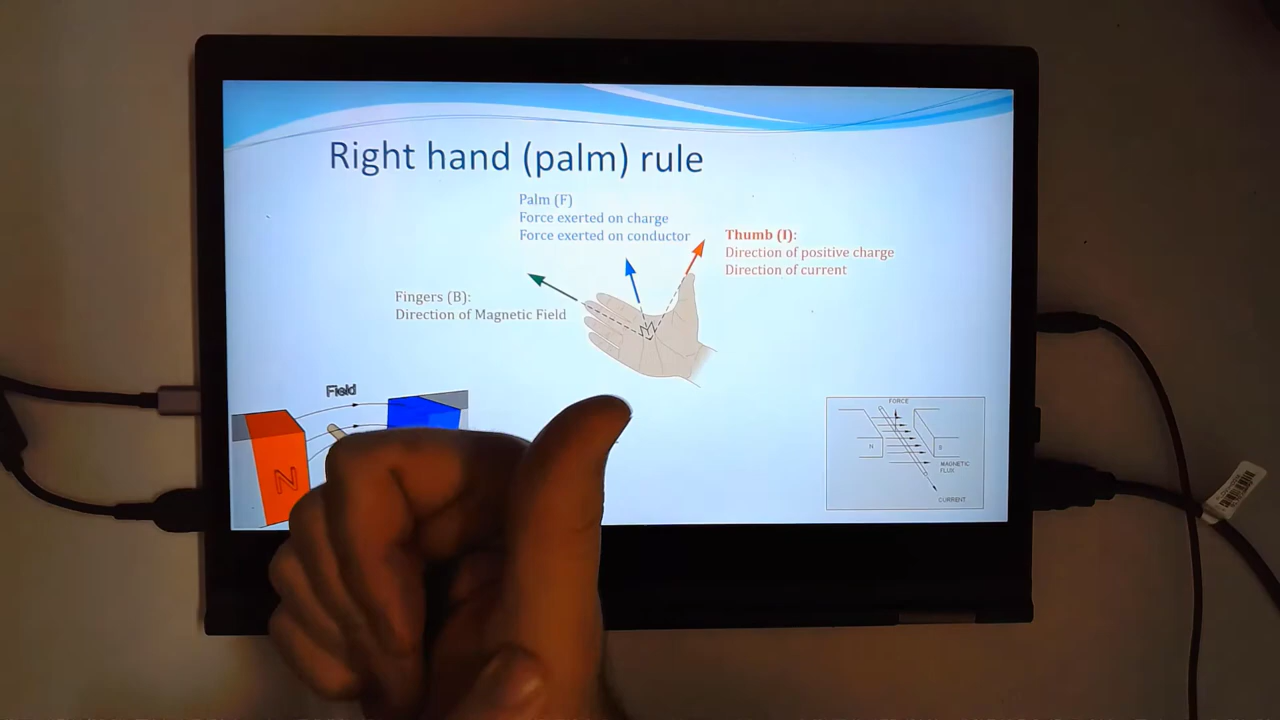 Right hand (palm) rule
Palm (F)
Force exerted on charge
Force exerted on conductor
Thumb (I):
Direction of positive charge
Direction of current
Fingers (B):
Direction of Magnetic Field
Field
N
FORCE
N
S
MAGNETIC
FLUX
CURRENT